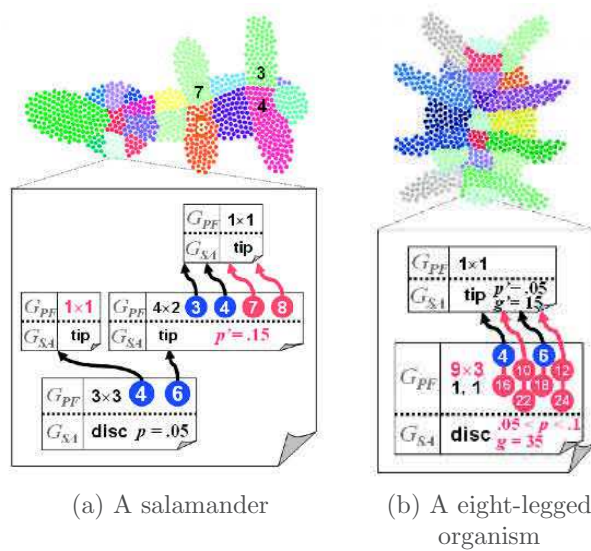 3
7
4
8
G_PF 1×1
G_SA tip
G_PF 1×1
G_SA tip
G_PF 4×2 3 4 7 8
G_SA tip p'= .15
G_PF 3×3 4 6
G_SA disc p = .05
(a) A salamander
G_PF 1×1
G_SA tip p'= .05
g'= 15
4 6
10 12
G_PF 9×3
1, 1
16 18
22 24
G_SA disc .05 < p < .1
g = 35
(b) A eight-legged
organism